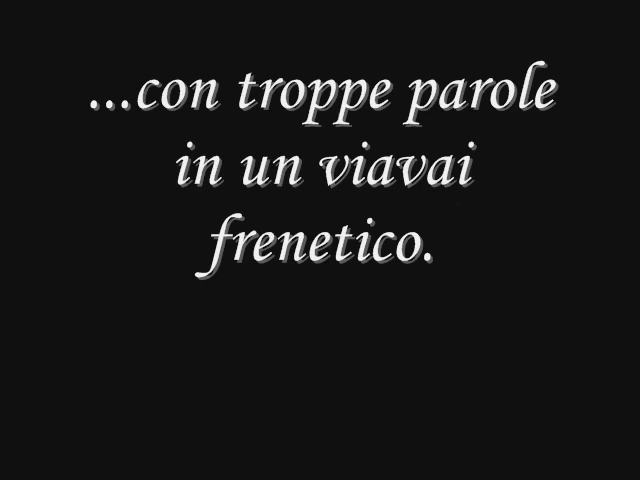 ...con troppe parole
in un viavai
frenetico.